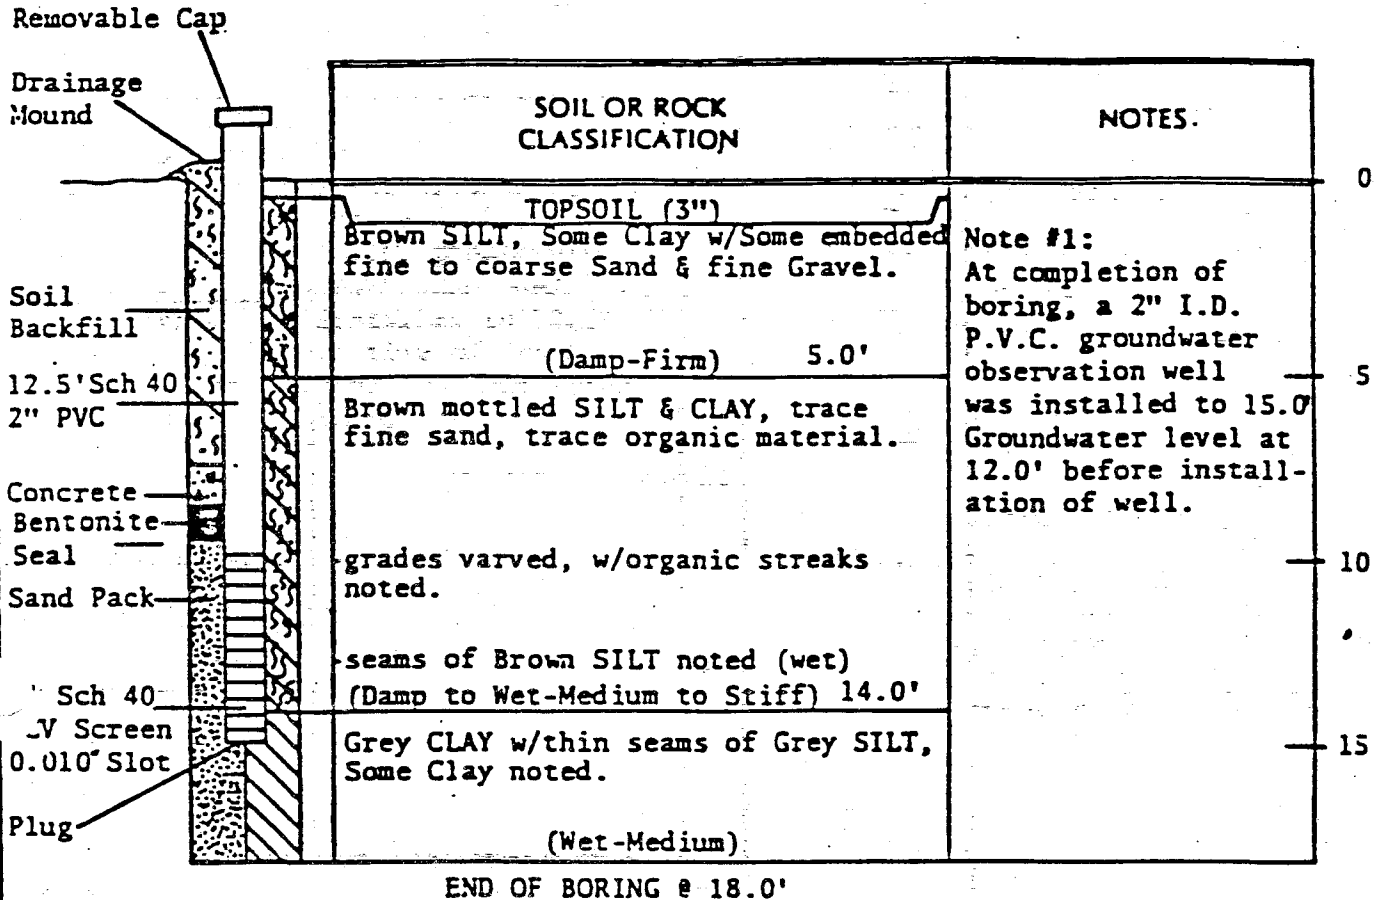 Removable Cap
Drainage
Mound
SOIL OR ROCK
CLASSIFICATION
NOTES.
0
TOPSOIL (3")
Brown SILT, Some Clay w/Some embedded
fine to coarse Sand & fine Gravel.
(Damp-Firm) 5.0'
Soil
Backfill
12.5' Sch 40
2" PVC
Brown mottled SILT & CLAY, trace
fine sand, trace organic material.
Concrete
Bentonite
Seal
Sand Pack
grades varved, w/organic streaks
noted.
seams of Brown SILT noted (wet)
(Damp to Wet-Medium to Stiff) 14.0'
' Sch 40
V Screen
0.010" Slot
Plug
Grey CLAY w/thin seams of Grey SILT,
Some Clay noted.
(Wet-Medium)
Note #1:
At completion of
boring, a 2" I.D.
P.V.C. groundwater
observation well
was installed to 15.0'
Groundwater level at
12.0' before install-
ation of well.
5
10
15
END OF BORING @ 18.0'